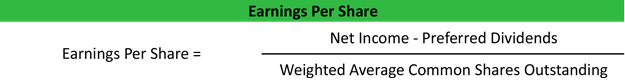 Earnings Per Share
Net Income - Preferred Dividends
Earnings Per Share =
Weighted Average Common Shares Outstanding